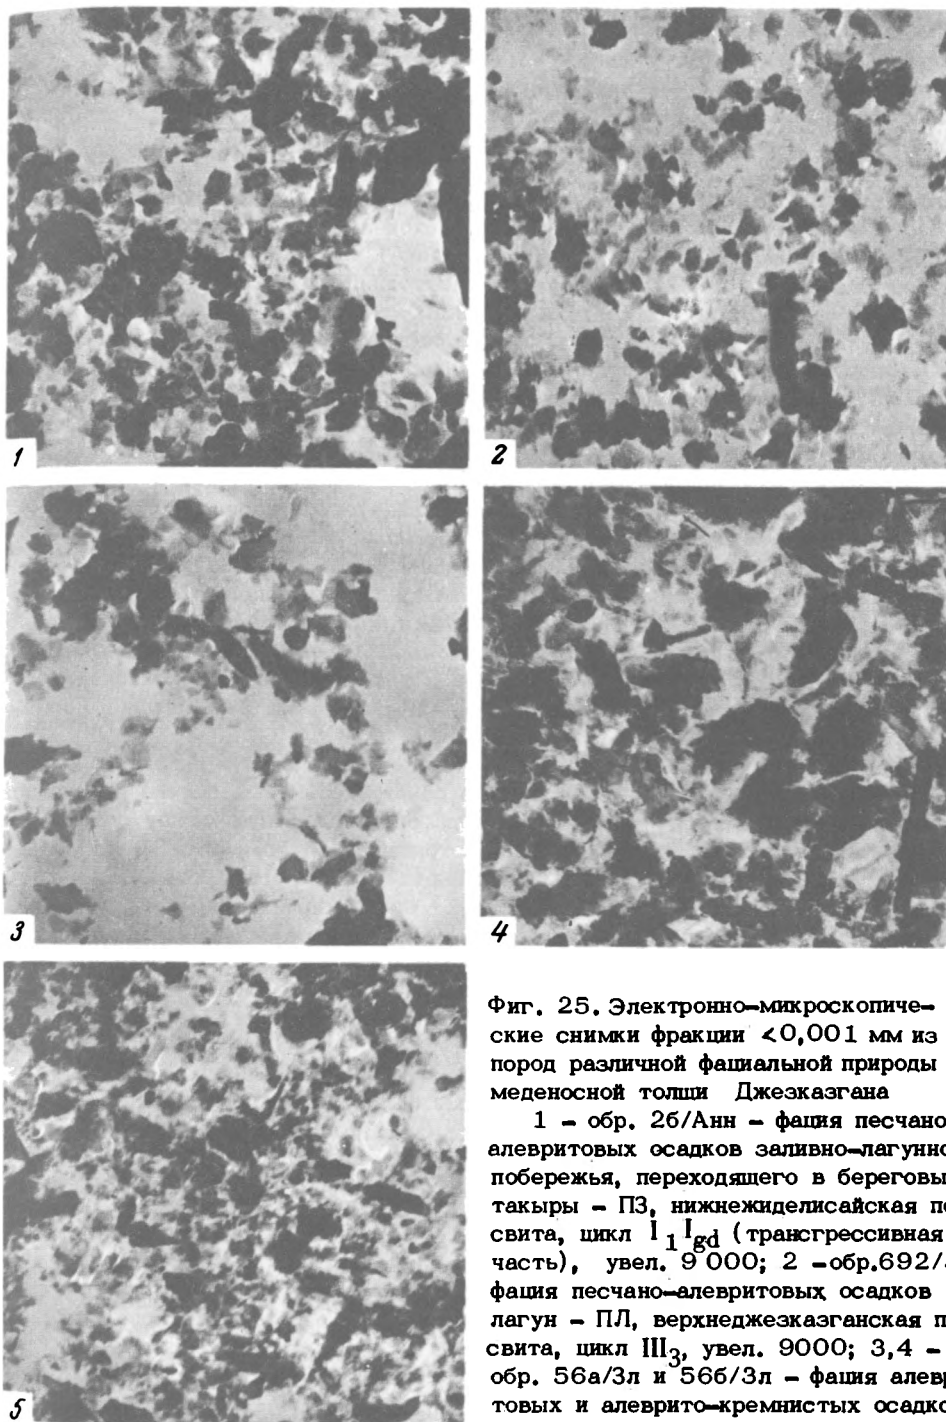 1
2
3
4
5
Фиг. 25. Электронно-микроскопиче-
ские снимки фракции <0,001 мм из
пород различной фациальной природы
меденосной толщи Джезказгана
1 - обр. 2б/Анн - фация песчано
алевритовых осадков заливно-лагунно
побережья, переходящего в береговы
такыры - ПЗ, нижнежиделисайская по
свита, цикл I₁Igd (трансгрессивная
часть), увел. 9 000; 2 -обр.692/
фация песчано-алевритовых осадков
лагун - ПЛ, верхнеджезказганская п
свита, цикл III₃, увел. 9000; 3,4 -
обр. 56а/3л и 56б/3л - фация алевр
товых и алеврито-кремнистых осадко